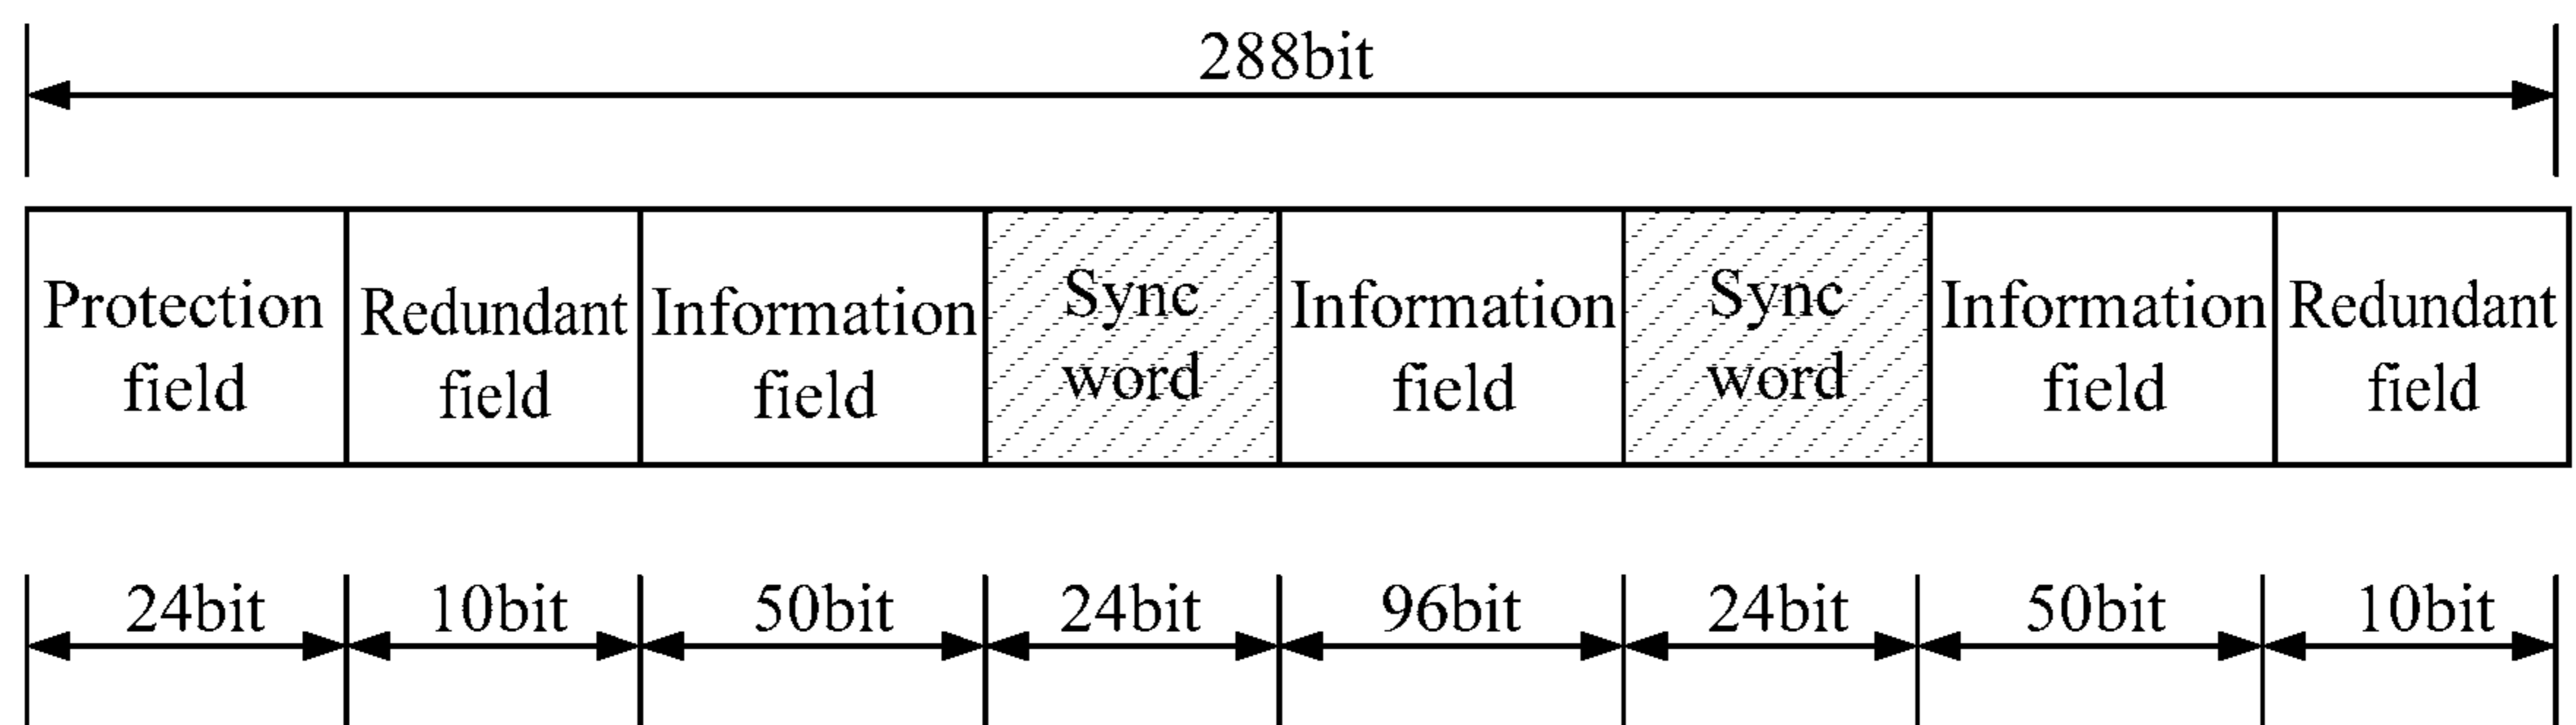 288bit
Protection
field
Redundant
field
Information
field
Sync
word
Information
field
Sync
word
Information
field
Redundant
field
24bit
10bit
50bit
24bit
96bit
24bit
50bit
10bit